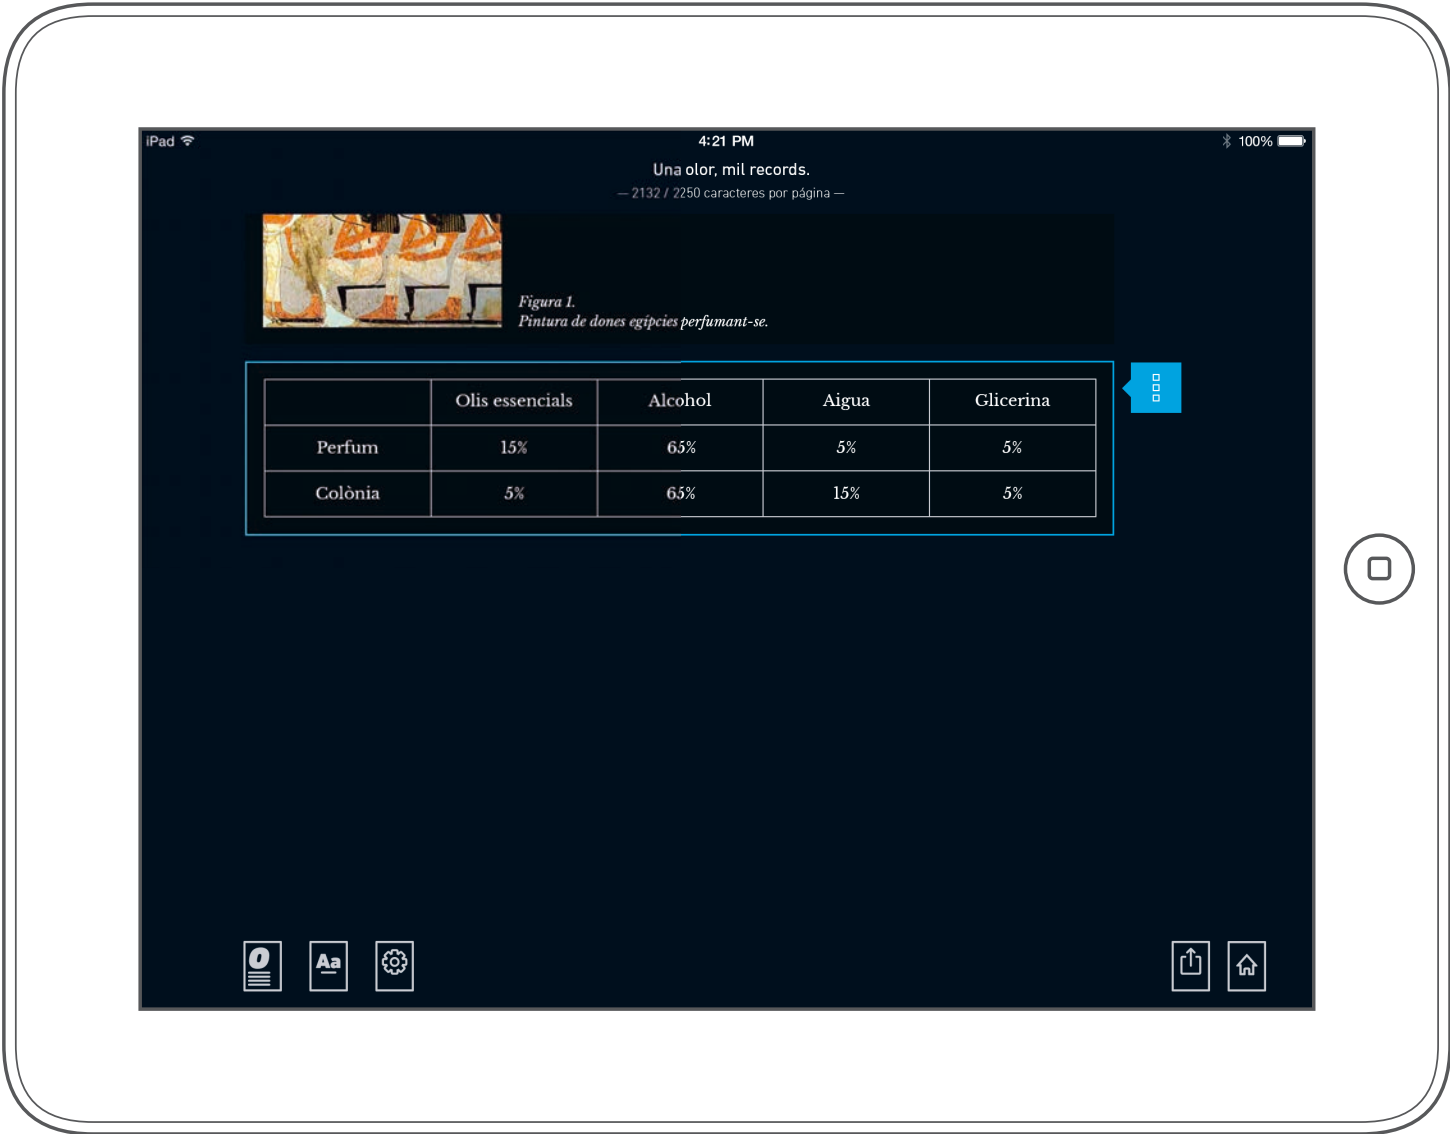 iPad 4:21 PM 100%
Una olor, mil records.
— 2132 / 2250 caracteres por página —
Figura 1.
Pintura de dones egípcies perfumant-se.
Olis essencials Alcohol Aigua Glicerina
Perfum 15% 65% 5% 5%
Colònia 5% 65% 15% 5%
O Aa